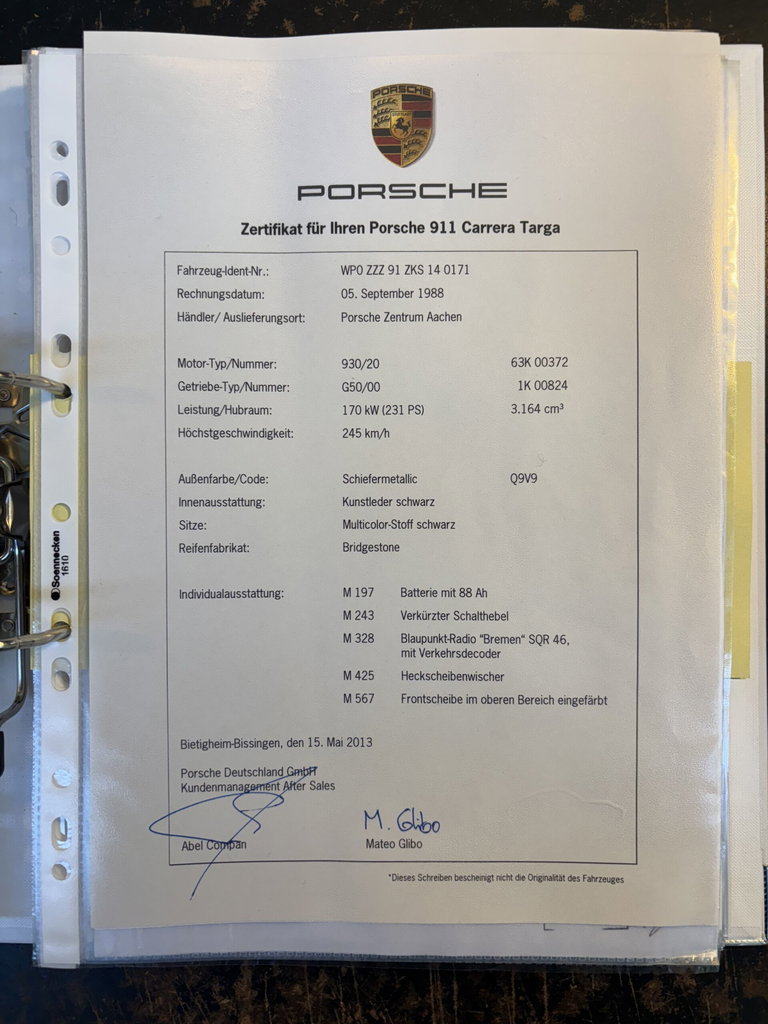 PORSCHE
PORSCHE
Zertifikat für Ihren Porsche 911 Carrera Targa
Fahrzeug-Ident-Nr.: WP0 ZZZ 91 ZKS 14 0171
Rechnungsdatum: 05. September 1988
Händler/ Auslieferungsort: Porsche Zentrum Aachen
Motor-Typ/Nummer: 930/20 63K 00372
Getriebe-Typ/Nummer: G50/00 1K 00824
Leistung/Hubraum: 170 kW (231 PS) 3.164 cm³
Höchstgeschwindigkeit: 245 km/h
Außenfarbe/Code: Schiefermetallic Q9V9
Innenausstattung: Kunstleder schwarz
Sitze: Multicolor-Stoff schwarz
Reifenfabrikat: Bridgestone
Individualausstattung: M 197 Batterie mit 88 Ah
M 243 Verkürzter Schalthebel
M 328 Blaupunkt-Radio "Bremen" SQR 46,
mit Verkehrsdecoder
M 425 Heckscheibenwischer
M 567 Frontscheibe im oberen Bereich eingefärbt
Bietigheim-Bissingen, den 15. Mai 2013
Porsche Deutschland GmbH
Kundenmanagement After Sales
M. Glibo
Abel Compan Mateo Glibo
*Dieses Schreiben bescheinigt nicht die Originalität des Fahrzeuges
Soennecken
1610